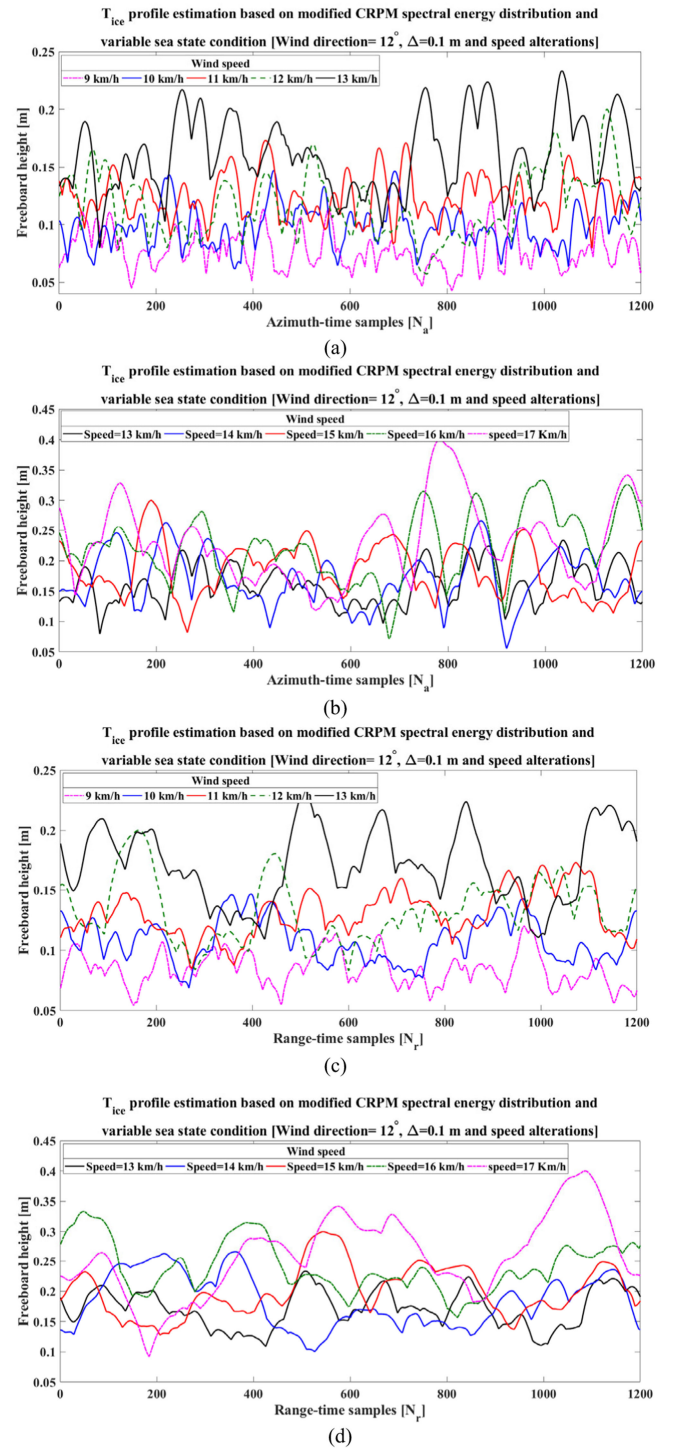 T_ice profile estimation based on modified CRPM spectral energy distribution and
variable sea state condition [Wind direction= 12°, Δ=0.1 m and speed alterations]
Wind speed
9 km/h 10 km/h 11 km/h 12 km/h 13 km/h
Freeboard height [m]
0.25
0.2
0.15
0.1
0.05
0 200 400 600 800 1000 1200
Azimuth-time samples [N_a]
(a)
T_ice profile estimation based on modified CRPM spectral energy distribution and
variable sea state condition [Wind direction= 12°, Δ=0.1 m and speed alterations]
Wind speed
Speed=13 km/h Speed=14 km/h Speed=15 km/h Speed=16 km/h speed=17 Km/h
Freeboard height [m]
0.45
0.4
0.35
0.3
0.25
0.2
0.15
0.1
0.05
0 200 400 600 800 1000 1200
Azimuth-time samples [N_a]
(b)
T_ice profile estimation based on modified CRPM spectral energy distribution and
variable sea state condition [Wind direction= 12°, Δ=0.1 m and speed alterations]
Wind speed
9 km/h 10 km/h 11 km/h 12 km/h 13 km/h
Freeboard height [m]
0.25
0.2
0.15
0.1
0.05
0 200 400 600 800 1000 1200
Range-time samples [N_r]
(c)
T_ice profile estimation based on modified CRPM spectral energy distribution and
variable sea state condition [Wind direction= 12°, Δ=0.1 m and speed alterations]
Wind speed
Speed=13 km/h Speed=14 km/h Speed=15 km/h Speed=16 km/h speed=17 Km/h
Freeboard height [m]
0.45
0.4
0.35
0.3
0.25
0.2
0.15
0.1
0.05
0 200 400 600 800 1000 1200
Range-time samples [N_r]
(d)